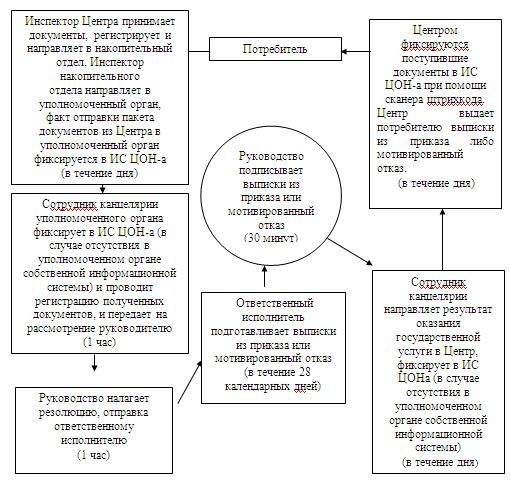 Инспектор Центра принимает
документы, регистрирует и
направляет в накопительный
отдел. Инспектор
накопительного
отдела направляет в
уполномоченный орган,
факт отправки пакета
документов из Центра в
уполномоченный орган
фиксируется в ИС ЦОН-а
(в течение дня)
Потребитель
Центром
фиксируются
поступившие
документы в ИС
ЦОН-а при помощи
сканера штрихкода.
Центр выдает
потребителю выписки
из приказа либо
мотивированный
отказ.
(в течение дня)
Руководство
подписывает
выписки из
приказа или
мотивированный
отказ
(30 минут)
Сотрудник канцелярии
уполномоченного органа
фиксирует в ИС ЦОН-а (в
случае отсутствия в
уполномоченном органе
собственной информационной
системы) и проводит
регистрацию полученных
документов, и передает на
рассмотрение руководителю
(1 час)
Ответственный
исполнитель
подготавливает выписки
из приказа или
мотивированный отказ
(в течение 28
календарных дней)
Сотрудник
канцелярии
направляет результат
оказания
государственной
услуги в Центр,
фиксирует в ИС
ЦОНа (в случае
отсутствия в
уполномоченном
органе собственной
информационной
системы)
(в течение дня)
Руководство налагает
резолюцию, отправка
ответственному
исполнителю
(1 час)